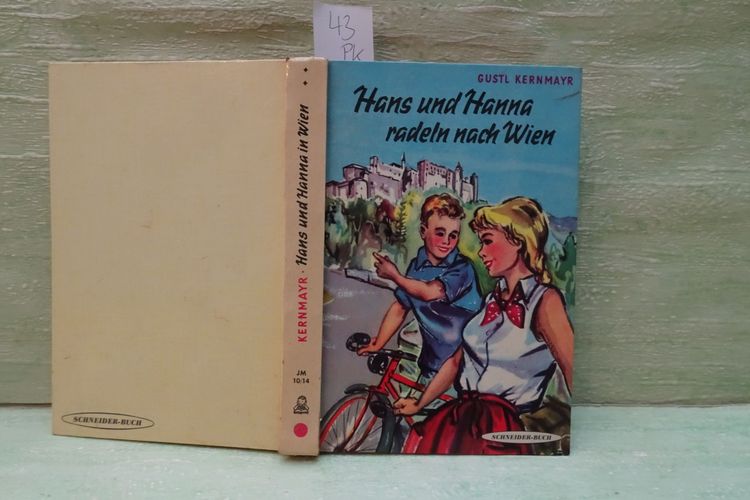 43
PK
GUSTL KERNMAYR
Hans und Hanna
radeln nach Wien
SCHNEIDER-BUCH
KERNMAYR · Hans und Hanna in Wien
JM
10/14
SCHNEIDER-BUCH